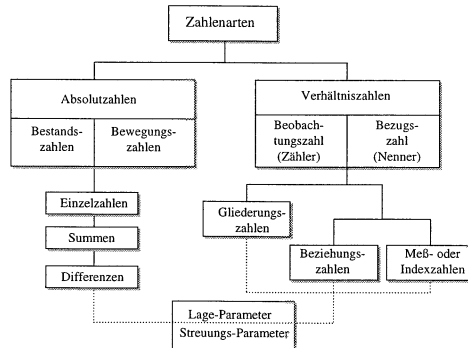 Zahlenarten
Absolutzahlen
Bestands-
zahlen
Bewegungs-
zahlen
Verhältniszahlen
Beobach-
tungszahl
(Zähler)
Bezugs-
zahl
(Nenner)
Einzelzahlen
Summen
Differenzen
Gliederungs-
zahlen
Beziehungs-
zahlen
Meß- oder
Indexzahlen
Lage-Parameter
Streuungs-Parameter